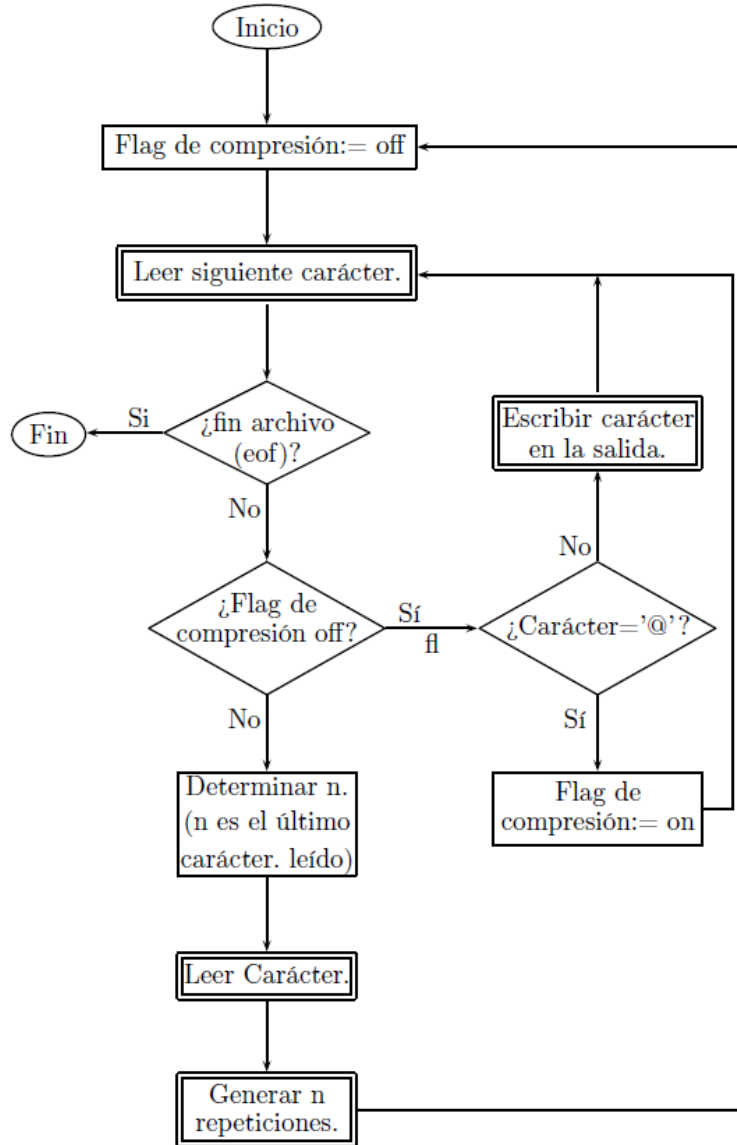 Inicio
Flag de compresión:= off
Leer siguiente carácter.
¿fin archivo
(eof)?
Si
Fin
No
Escribir carácter
en la salida.
No
¿Flag de
compresión off?
Sí
fl
¿Carácter='@'?
No
Sí
Determinar n.
(n es el último
carácter. leído)
Flag de
compresión:= on
Leer Carácter.
Generar n
repeticiones.